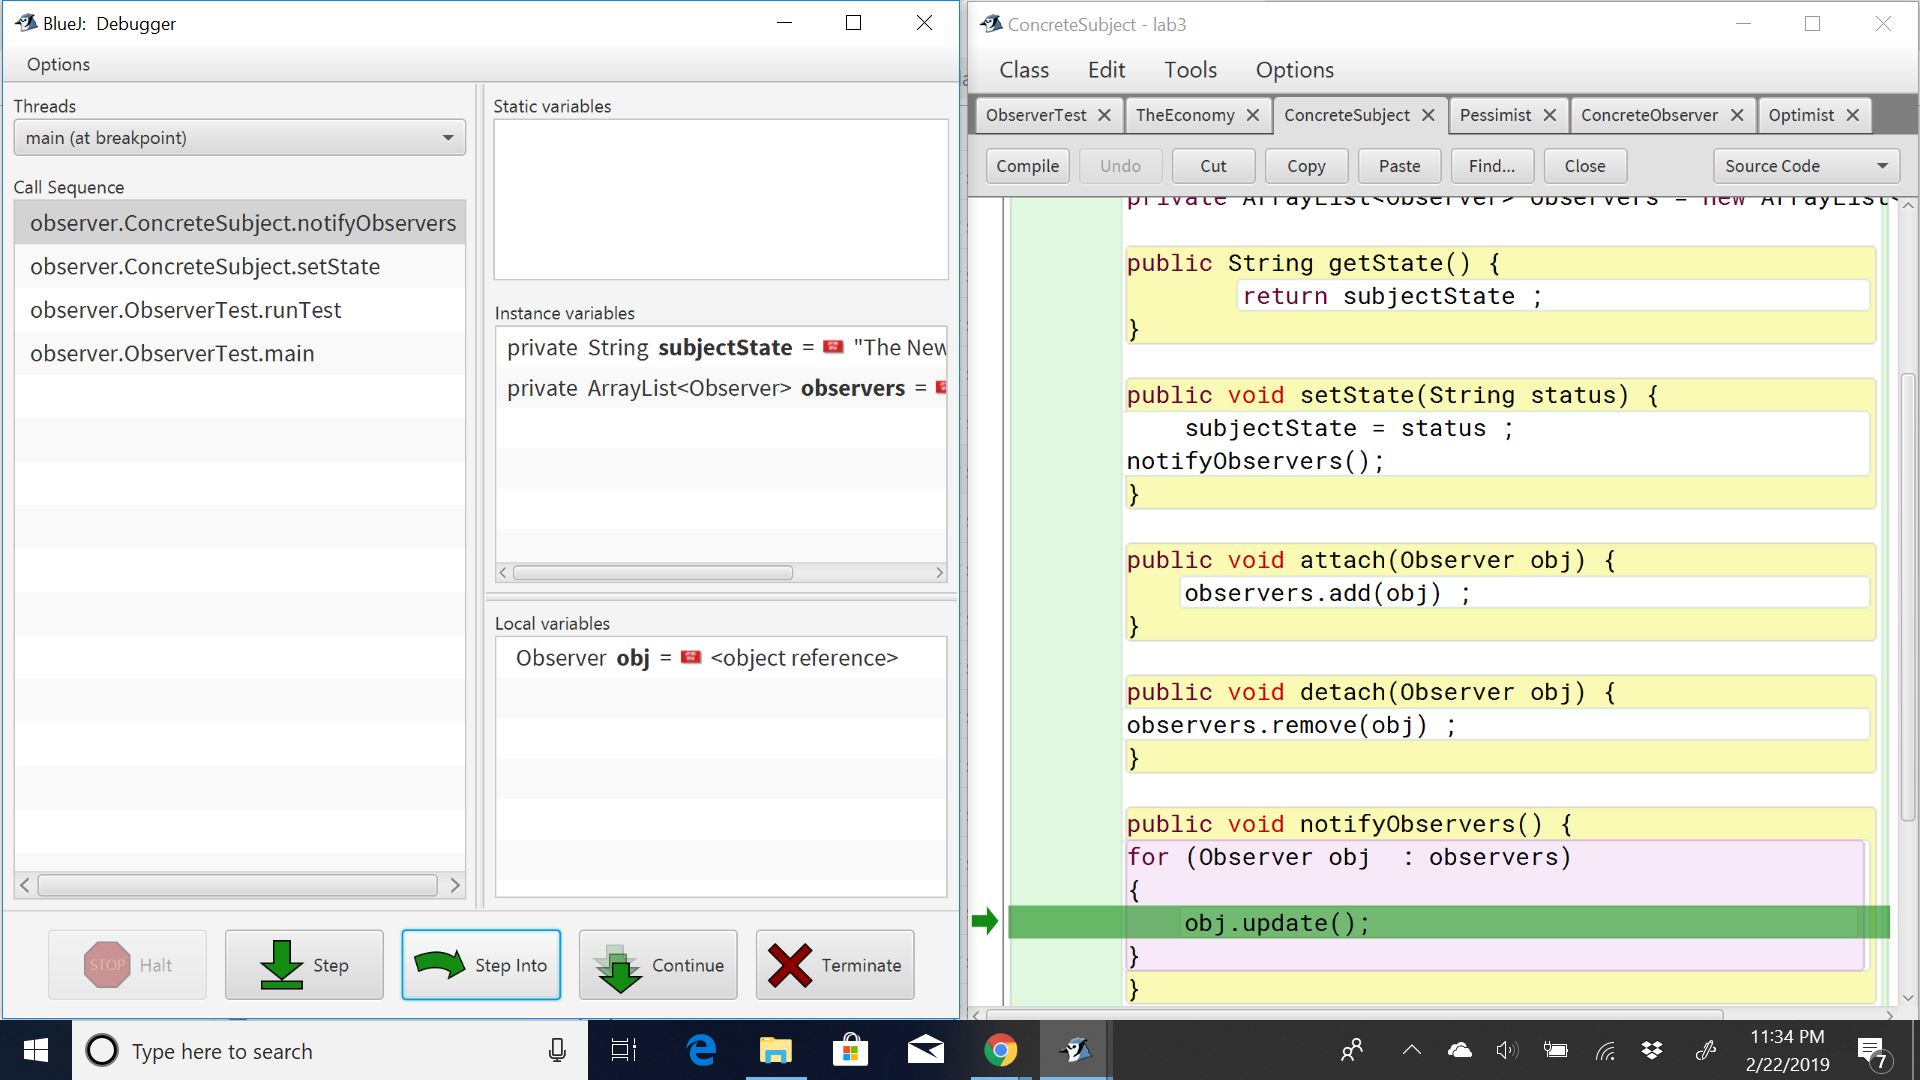 BlueJ: Debugger
Options
Threads
main (at breakpoint)
Call Sequence
observer.ConcreteSubject.notifyObservers
observer.ConcreteSubject.setState
observer.ObserverTest.runTest
observer.ObserverTest.main
Static variables
Instance variables
private String subjectState = "The New
private ArrayList<Observer> observers =
Local variables
Observer obj = <object reference>
STOP Halt
Step
Step Into
Continue
Terminate
ConcreteSubject - lab3
Class Edit Tools Options
ObserverTest TheEconomy ConcreteSubject Pessimist ConcreteObserver Optimist
Compile Undo Cut Copy Paste Find... Close Source Code
private ArrayList<Observer> observers = new ArrayList<
public String getState() {
return subjectState ;
}
public void setState(String status) {
subjectState = status ;
notifyObservers();
}
public void attach(Observer obj) {
observers.add(obj) ;
}
public void detach(Observer obj) {
observers.remove(obj) ;
}
public void notifyObservers() {
for (Observer obj  : observers)
{
obj.update();
}
}
Type here to search
11:34 PM
2/22/2019
7